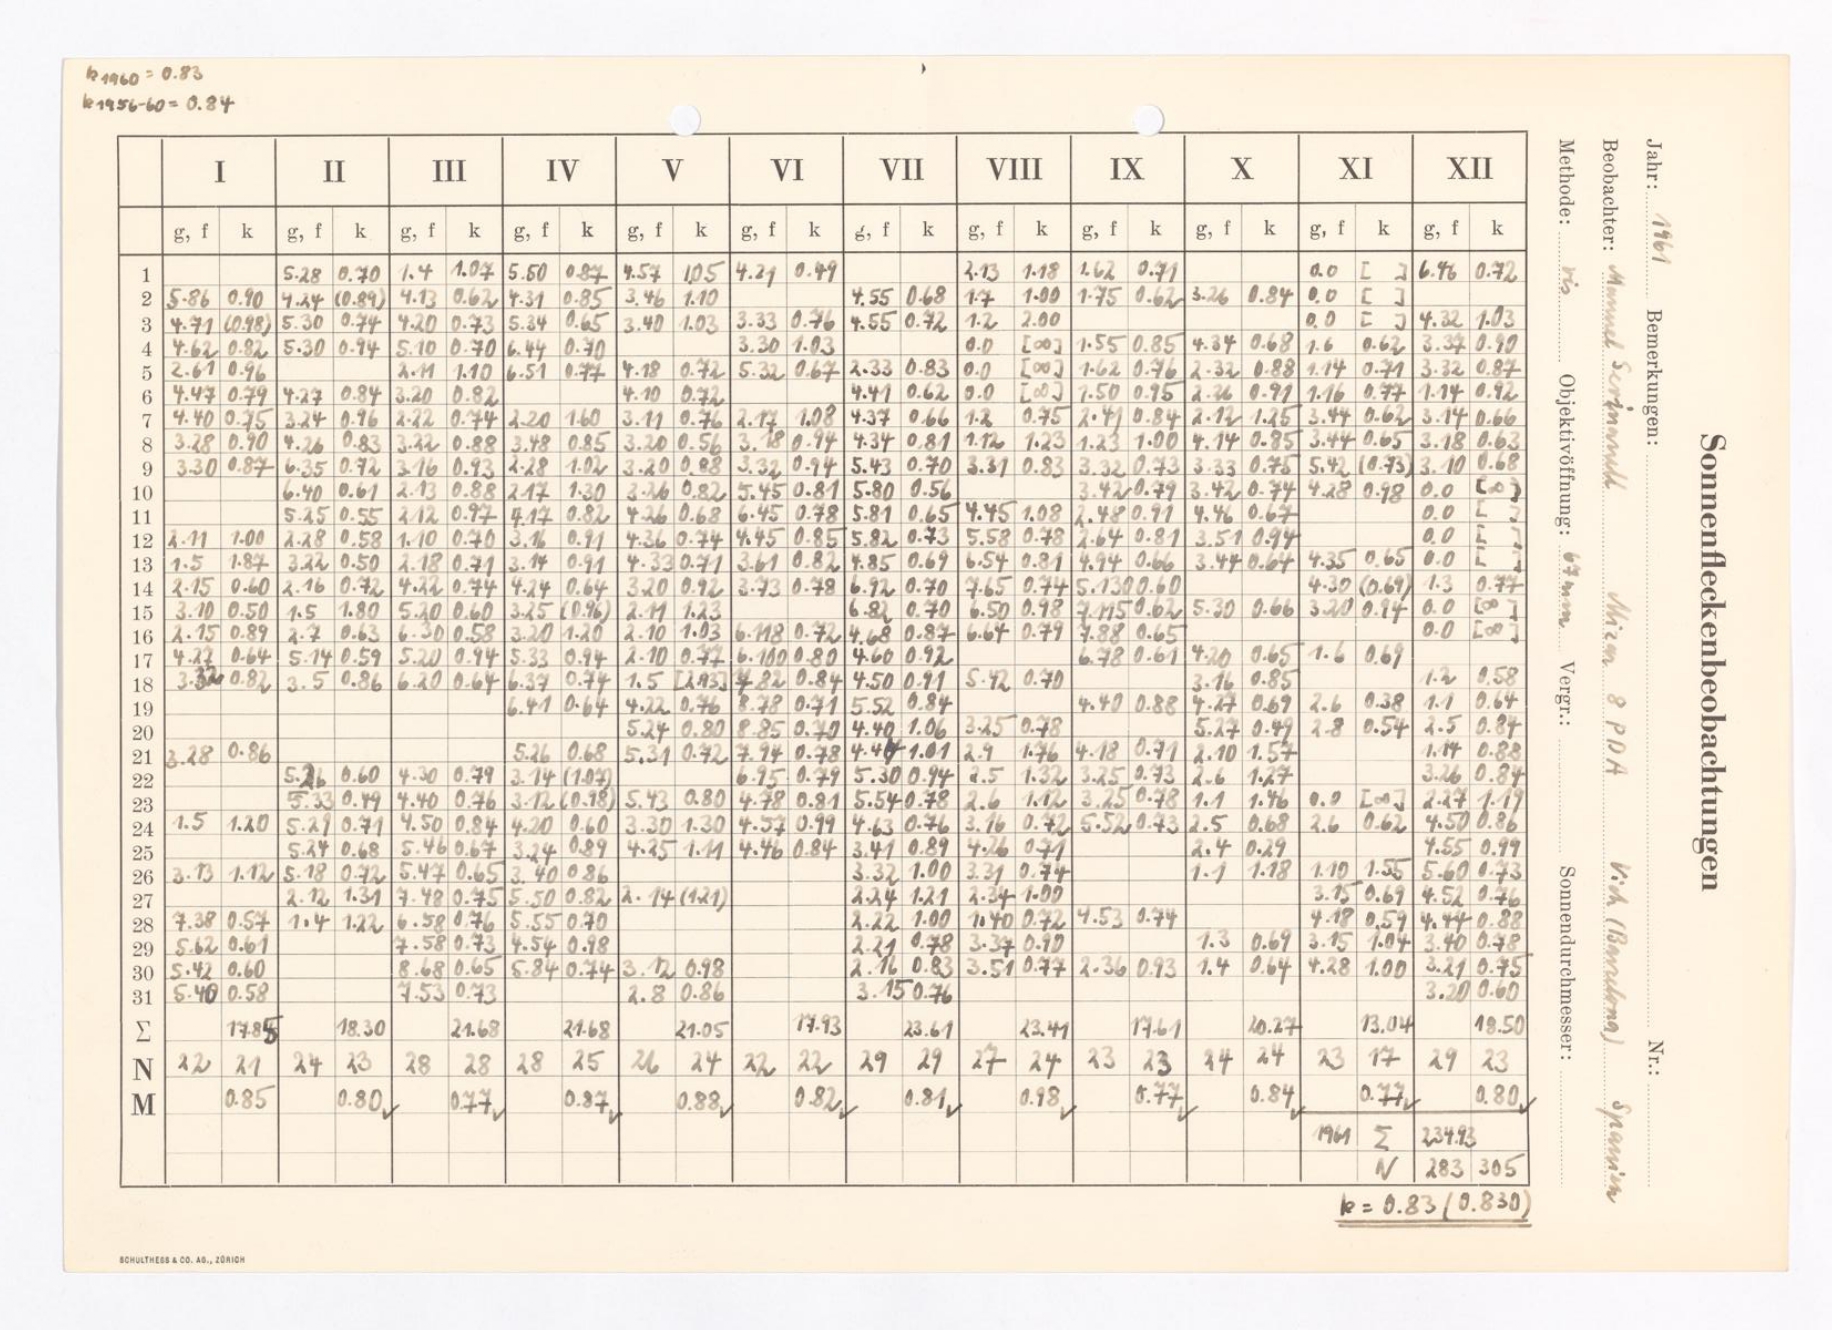 k1960 = 0.83
k1956-60 = 0.84
Sonnenfleckenbeobachtungen
Jahr: 1961 Bemerkungen: Nr.:
Beobachter: Manuel 8 PDA Vich (Barcelona) Spanien
Methode: vis Objektivöffnung: 67mm Vergr.: Sonnendurchmesser:
I II III IV V VI VII VIII IX X XI XII
g, f k g, f k g, f k g, f k g, f k g, f k g, f k g, f k g, f k g, f k g, f k g, f k
1 5.28 0.70 1.4 1.07 5.50 0.87 4.57 1.05 4.21 0.49 2.13 1.18 1.62 0.71 0.0 [ ] 6.46 0.72
2 5.86 0.90 4.24 (0.89) 4.13 0.62 4.31 0.85 3.46 1.10 4.55 0.68 1.7 1.00 1.75 0.62 3.26 0.84 0.0 [ ]
3 4.71 (0.98) 5.30 0.74 4.20 0.73 5.34 0.65 3.40 1.03 3.33 0.76 4.55 0.72 1.2 2.00 0.0 [ ] 4.32 1.03
4 4.62 0.82 5.30 0.94 5.10 0.70 6.44 0.70 3.30 1.03 0.0 [∞] 1.55 0.85 4.34 0.68 1.6 0.62 3.37 0.90
5 2.61 0.96 2.11 1.10 6.51 0.77 4.18 0.72 5.32 0.67 2.33 0.83 0.0 [∞] 1.62 0.76 2.32 0.88 1.14 0.71 3.32 0.87
6 4.47 0.79 4.27 0.84 3.20 0.82 4.10 0.72 4.41 0.62 0.0 [∞] 1.50 0.95 2.26 0.91 1.16 0.77 1.14 0.92
7 4.40 0.75 3.24 0.96 2.22 0.74 2.20 1.60 3.11 0.76 2.17 1.08 4.37 0.66 1.2 0.75 2.41 0.84 2.12 1.25 3.44 0.62 3.14 0.66
8 3.28 0.90 4.26 0.83 3.22 0.88 3.48 0.85 3.20 0.56 3.18 0.94 4.34 0.81 1.12 1.23 1.23 1.00 4.14 0.85 3.44 0.65 3.18 0.63
9 3.30 0.87 6.35 0.72 3.16 0.93 2.28 1.02 3.20 0.88 3.32 0.94 5.43 0.70 3.31 0.83 3.32 0.73 3.33 0.75 5.42 (0.73) 3.10 0.68
10 6.40 0.61 2.13 0.88 2.17 1.30 3.26 0.82 5.45 0.81 5.80 0.56 3.42 0.79 3.42 0.74 4.28 0.98 0.0 [∞]
11 5.25 0.55 2.12 0.97 4.17 0.82 4.26 0.68 6.45 0.78 5.81 0.65 4.45 1.08 2.48 0.91 4.46 0.67 0.0 [ ]
12 2.11 1.00 2.28 0.58 1.10 0.70 3.16 0.91 4.36 0.74 4.45 0.85 5.82 0.73 5.58 0.78 2.64 0.81 3.51 0.94 0.0 [ ]
13 1.5 1.87 3.22 0.50 2.18 0.71 3.14 0.91 4.33 0.71 3.61 0.82 4.85 0.69 6.54 0.81 4.94 0.66 3.44 0.64 4.35 0.65 0.0 [ ]
14 2.15 0.60 2.16 0.72 4.22 0.74 4.24 0.64 3.20 0.92 3.73 0.78 6.92 0.70 7.65 0.74 5.130 0.60 4.30 (0.69) 1.3 0.77
15 3.10 0.50 1.5 1.80 5.20 0.60 3.25 (0.96) 2.11 1.23 6.82 0.70 6.50 0.98 7.115 0.62 5.30 0.66 3.20 0.94 0.0 [∞]
16 2.15 0.89 2.7 0.63 6.30 0.58 3.20 1.20 2.10 1.03 6.118 0.72 4.68 0.87 6.64 0.79 7.88 0.65 0.0 [∞]
17 4.27 0.64 5.14 0.59 5.20 0.94 5.33 0.94 2.10 0.77 6.100 0.80 4.60 0.92 6.78 0.61 4.20 0.65 1.6 0.69
18 3.32 0.82 3.5 0.86 6.20 0.64 6.37 0.74 1.5 [2.93] 7.82 0.84 4.50 0.91 5.42 0.70 3.16 0.85 1.2 0.58
19 6.41 0.64 4.22 0.76 8.78 0.71 5.52 0.84 4.40 0.88 4.27 0.69 2.6 0.38 1.1 0.64
20 5.24 0.80 8.85 0.70 4.40 1.06 3.25 0.78 5.27 0.49 2.8 0.54 2.5 0.84
21 3.28 0.86 5.26 0.68 5.31 0.72 7.94 0.78 4.44 1.01 2.9 1.76 4.18 0.71 2.10 1.57 1.14 0.88
22 5.26 0.60 4.30 0.79 3.14 (1.07) 6.95 0.79 5.30 0.94 2.5 1.32 3.25 0.73 2.6 1.27 3.26 0.84
23 5.33 0.49 4.40 0.76 3.12 (0.98) 5.43 0.80 4.78 0.81 5.54 0.78 2.6 1.12 3.25 0.78 1.1 1.46 0.0 [∞] 2.27 1.19
24 1.5 1.20 5.29 0.71 4.50 0.84 4.20 0.60 3.30 1.30 4.57 0.99 4.63 0.76 3.16 0.72 5.52 0.73 2.5 0.68 2.6 0.62 4.50 0.86
25 5.24 0.68 5.46 0.67 3.24 0.89 4.25 1.11 4.46 0.84 3.41 0.89 4.26 0.71 2.4 0.29 4.55 0.99
26 3.13 1.12 5.18 0.72 5.47 0.65 3.40 0.86 3.32 1.00 3.31 0.74 1.1 1.18 1.10 1.55 5.60 0.73
27 2.12 1.31 7.48 0.75 5.50 0.82 2.14 (1.21) 2.24 1.21 2.34 1.00 3.15 0.69 4.52 0.76
28 7.38 0.57 1.4 1.22 6.58 0.76 5.55 0.70 2.22 1.00 1.40 0.72 4.53 0.74 4.18 0.59 4.44 0.88
29 5.62 0.61 7.58 0.73 4.54 0.98 2.21 0.78 3.37 0.90 1.3 0.69 3.15 1.04 3.40 0.78
30 5.42 0.60 8.68 0.65 5.84 0.74 3.12 0.98 2.16 0.83 3.51 0.77 2.36 0.93 1.4 0.64 4.28 1.00 3.21 0.75
31 5.40 0.58 7.53 0.73 2.8 0.86 3.15 0.76 3.20 0.60
Σ 17.85 18.30 21.68 21.68 21.05 17.93 23.61 23.41 17.61 20.27 13.04 18.50
N 22 21 24 23 28 28 28 25 26 24 22 22 29 29 27 24 23 23 24 24 23 17 29 23
M 0.85 0.80 0.77 0.87 0.88 0.82 0.81 0.98 0.77 0.84 0.77 0.80
1961 Σ 234.93
N 283 305
k = 0.83 (0.830)
SCHULTHESS & CO. AG., ZÜRICH